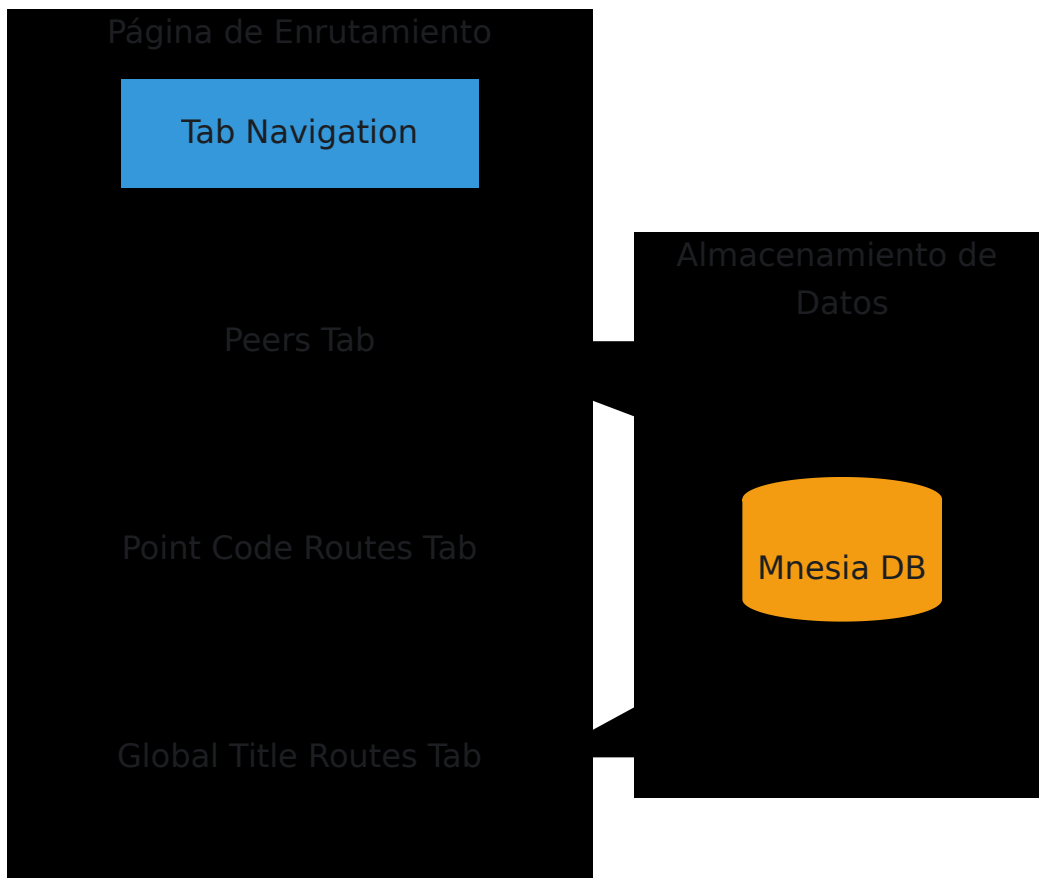 Página de Enrutamiento
Tab Navigation
Peers Tab
Point Code Routes Tab
Global Title Routes Tab
Almacenamiento de
Datos
Mnesia DB